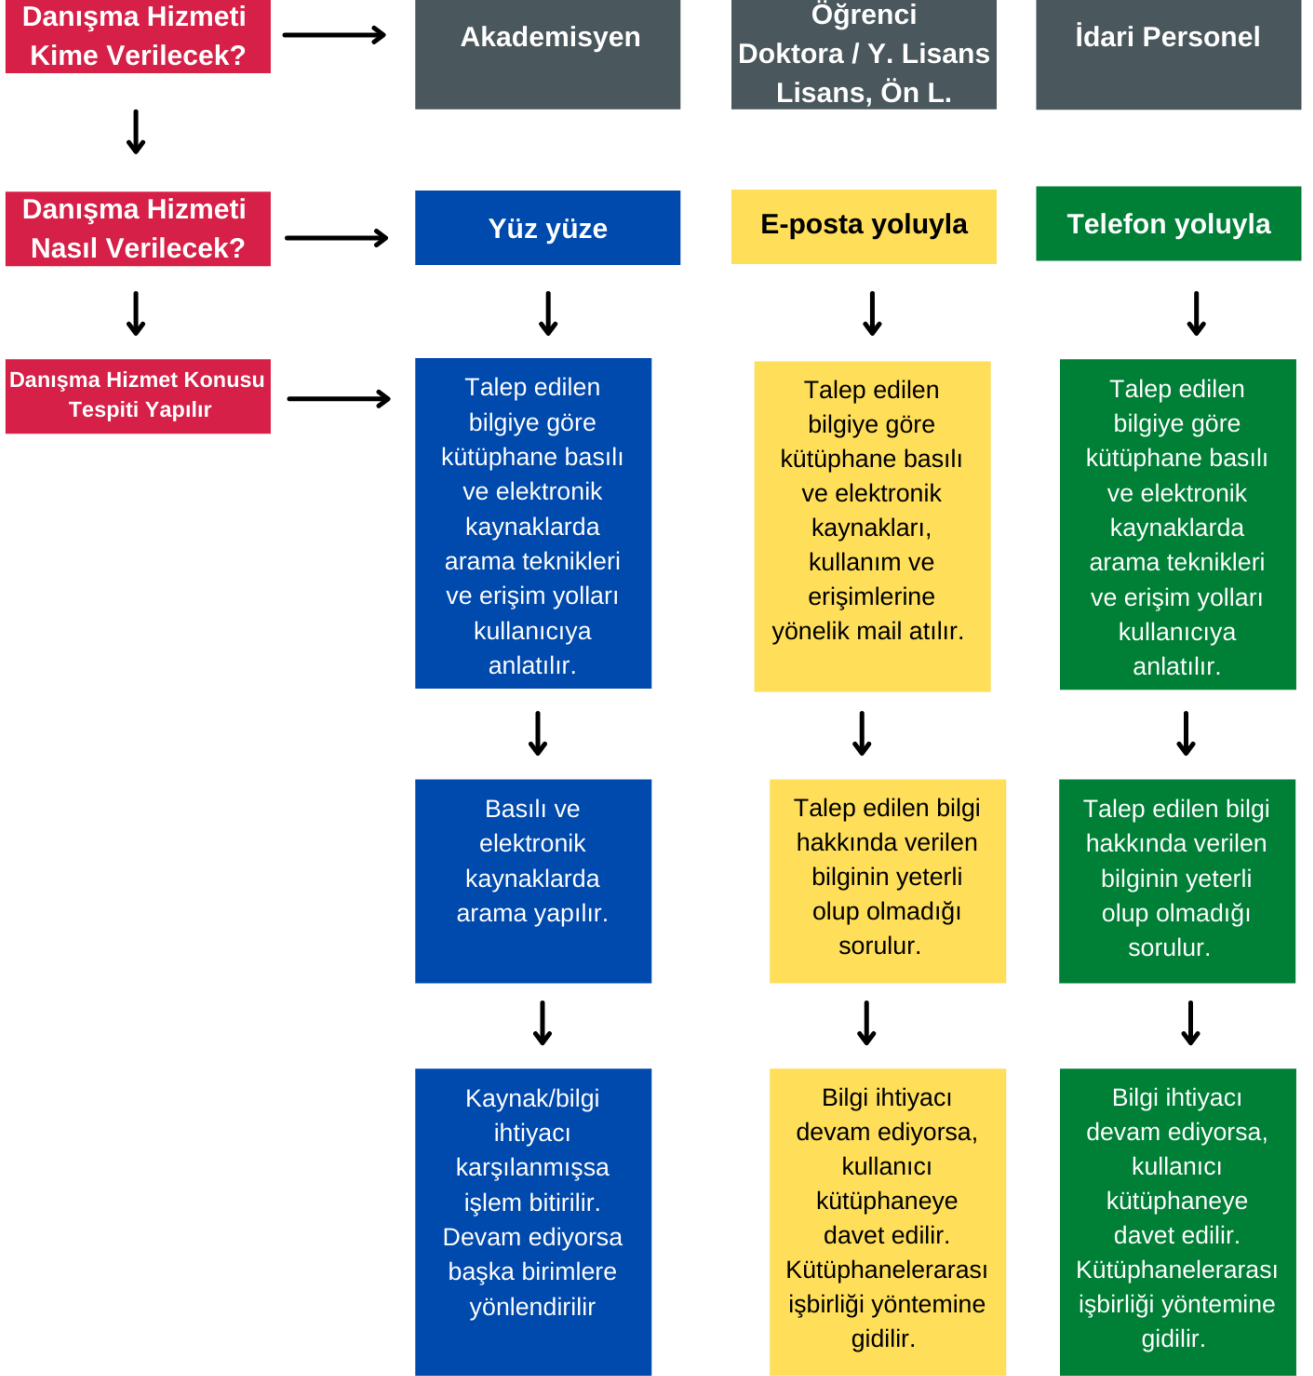 Danışma Hizmeti
Kime Verilecek?
Akademisyen
Öğrenci
Doktora / Y. Lisans
Lisans, Ön L.
İdari Personel
Danışma Hizmeti
Nasıl Verilecek?
Yüz yüze
E-posta yoluyla
Telefon yoluyla
Danışma Hizmet Konusu
Tespiti Yapılır
Talep edilen
bilgiye göre
kütüphane basılı
ve elektronik
kaynaklarda
arama teknikleri
ve erişim yolları
kullanıcıya
anlatılır.
Talep edilen
bilgiye göre
kütüphane basılı
ve elektronik
kaynakları,
kullanım ve
erişimlerine
yönelik mail atılır.
Talep edilen
bilgiye göre
kütüphane basılı
ve elektronik
kaynaklarda
arama teknikleri
ve erişim yolları
kullanıcıya
anlatılır.
Basılı ve
elektronik
kaynaklarda
arama yapılır.
Talep edilen bilgi
hakkında verilen
bilginin yeterli
olup olmadığı
sorulur.
Talep edilen bilgi
hakkında verilen
bilginin yeterli
olup olmadığı
sorulur.
Kaynak/bilgi
ihtiyacı
karşılanmışsa
işlem bitirilir.
Devam ediyorsa
başka birimlere
yönlendirilir
Bilgi ihtiyacı
devam ediyorsa,
kullanıcı
kütüphaneye
davet edilir.
Kütüphanelerarası
işbirliği yöntemine
gidilir.
Bilgi ihtiyacı
devam ediyorsa,
kullanıcı
kütüphaneye
davet edilir.
Kütüphanelerarası
işbirliği yöntemine
gidilir.